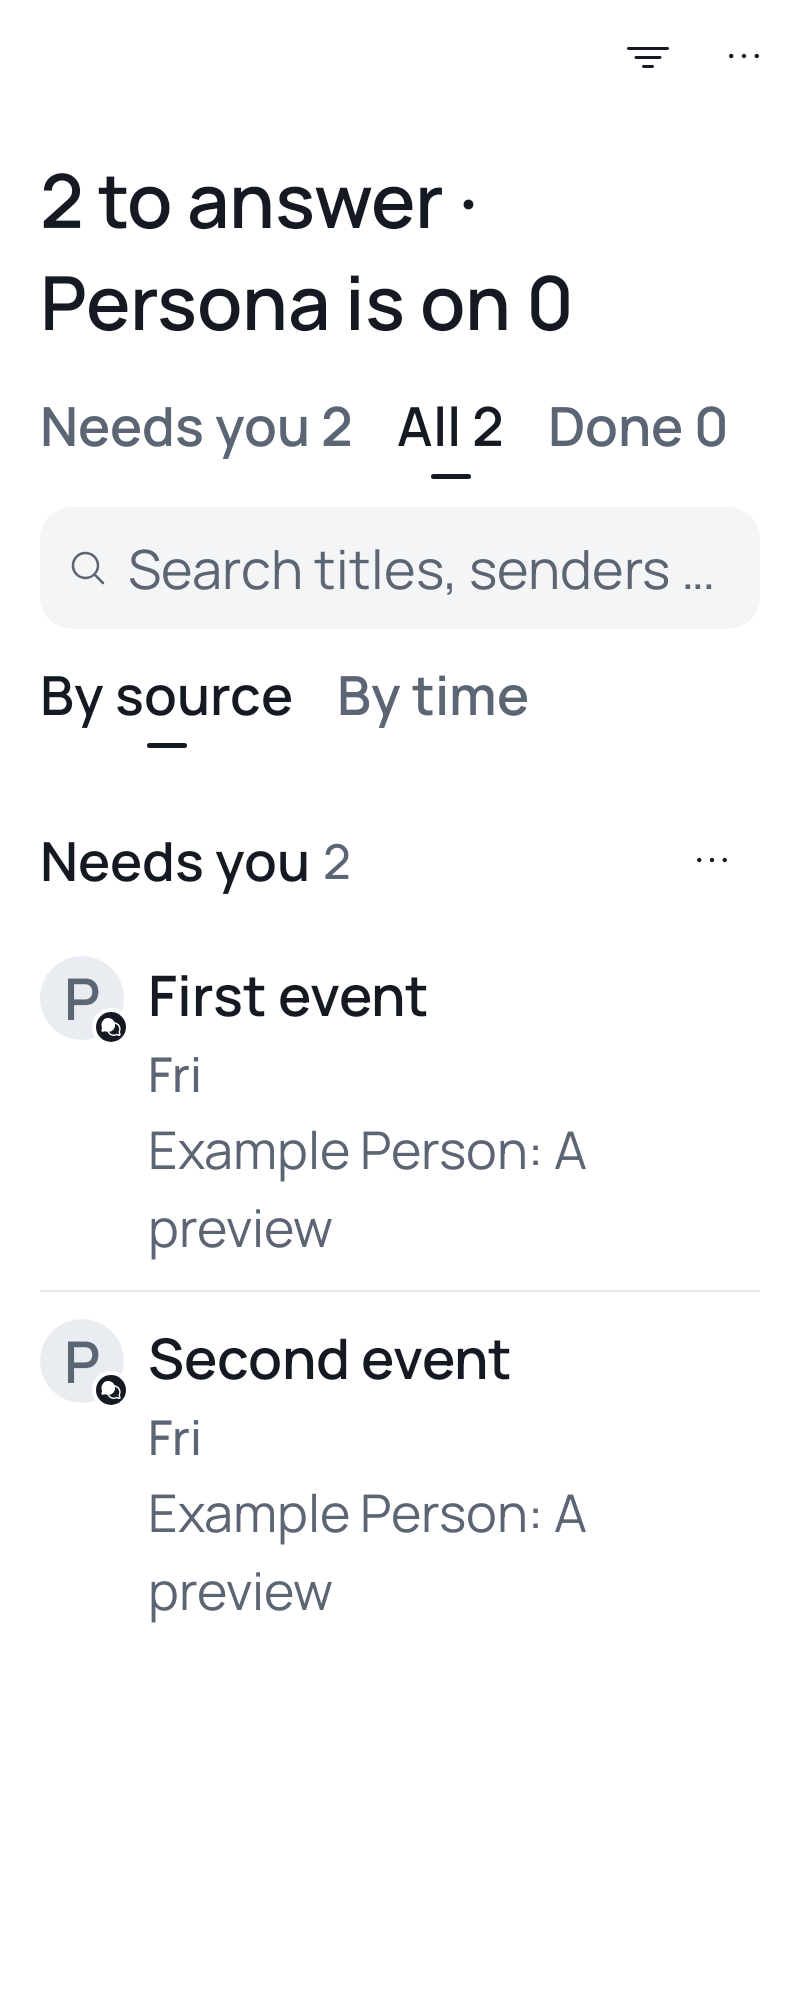 2 to answer ·
Persona is on 0
Needs you 2 All 2 Done 0
Search titles, senders ...
By source By time
Needs you 2
P First event
Fri
Example Person: A
preview
P Second event
Fri
Example Person: A
preview